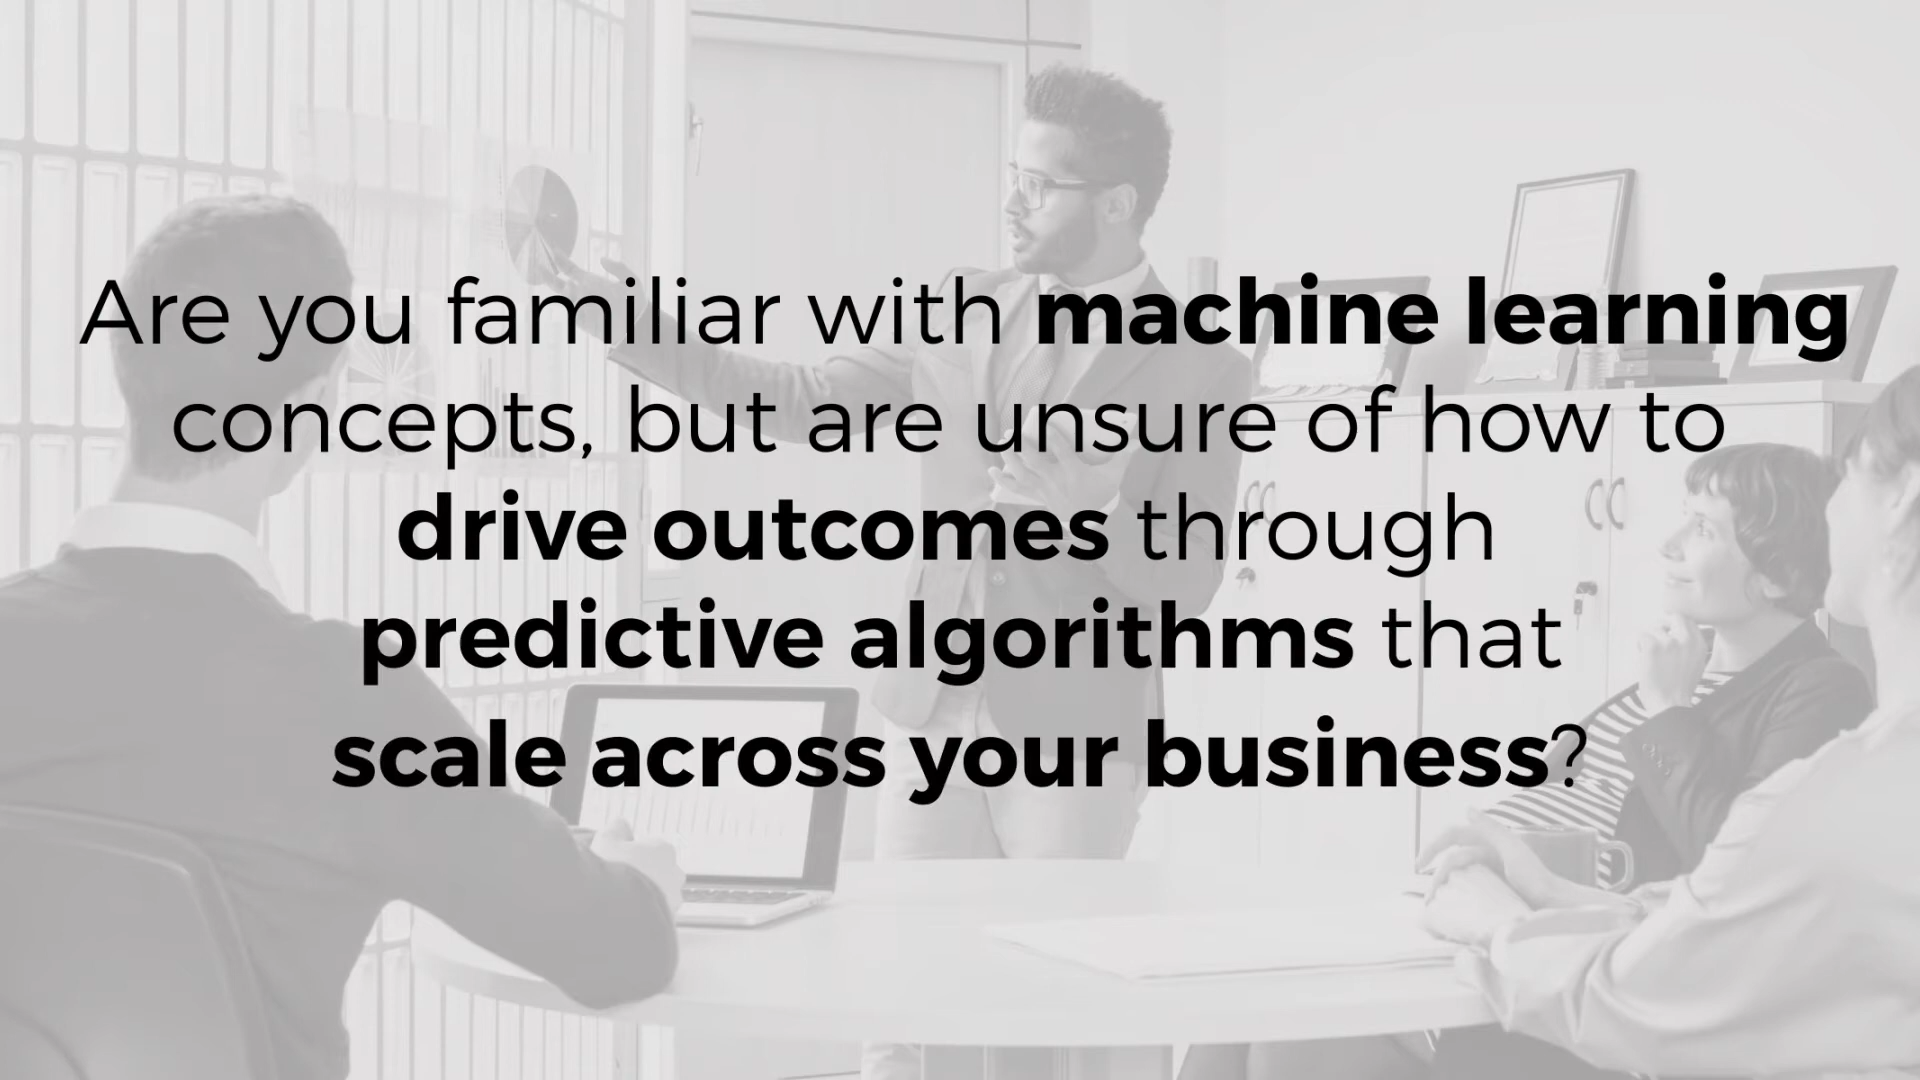 Are you familiar with machine learning
concepts, but are unsure of how to
drive outcomes through
predictive algorithms that
scale across your business?